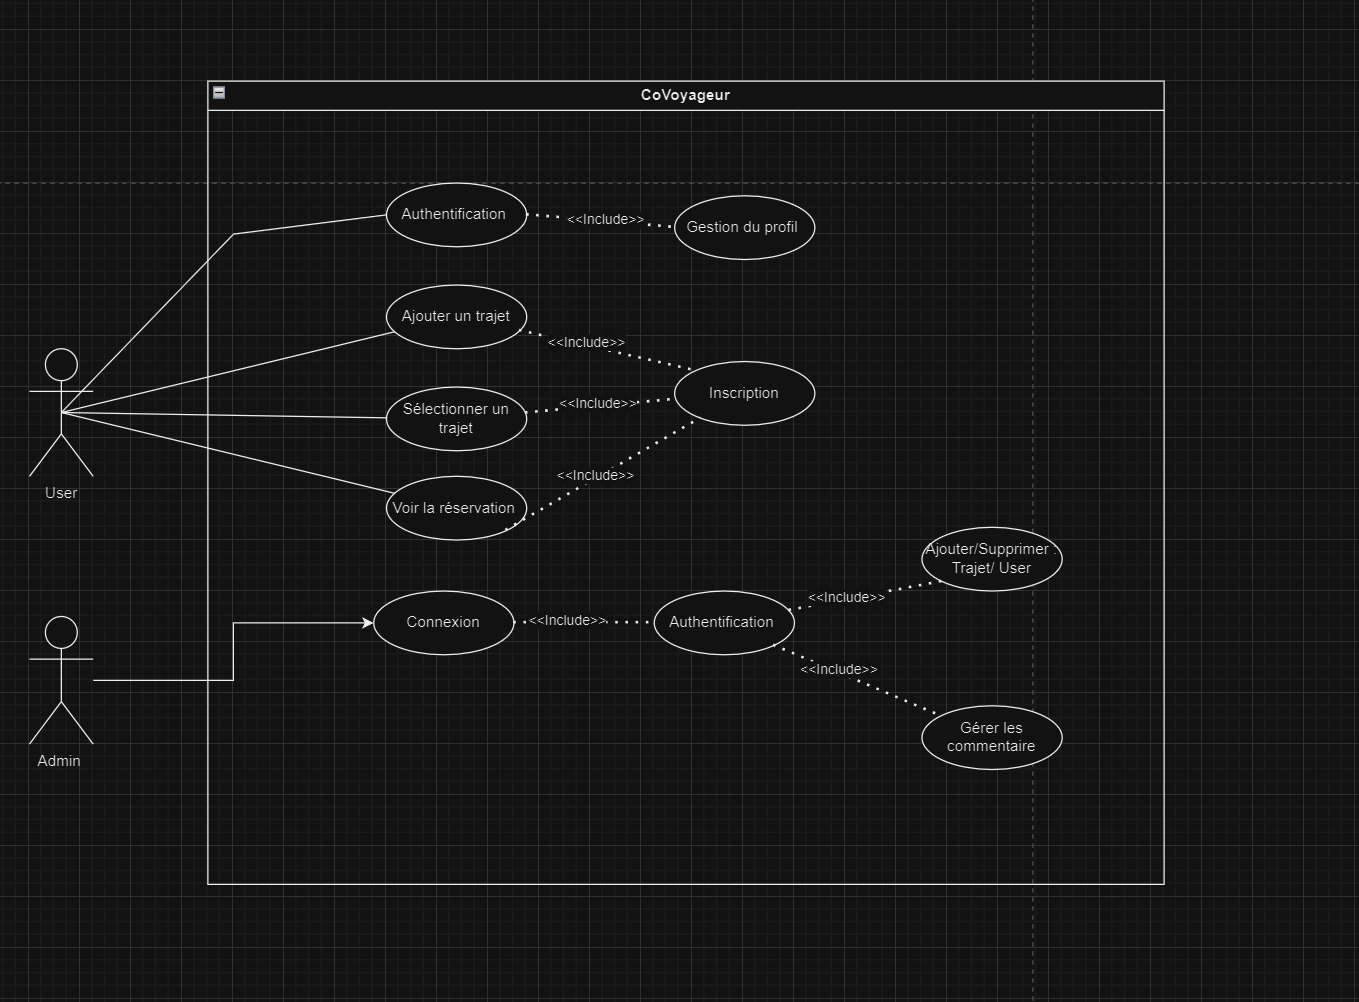 CoVoyageur
Authentification
<<Include>>
Gestion du profil
Ajouter un trajet
<<Include>>
Inscription
Sélectionner un
trajet
<<Include>>
<<Include>>
Voir la réservation
User
Ajouter/Supprimer :
Trajet/ User
<<Include>>
Connexion
<<Include>>
Authentification
<<Include>>
Gérer les
commentaire
Admin